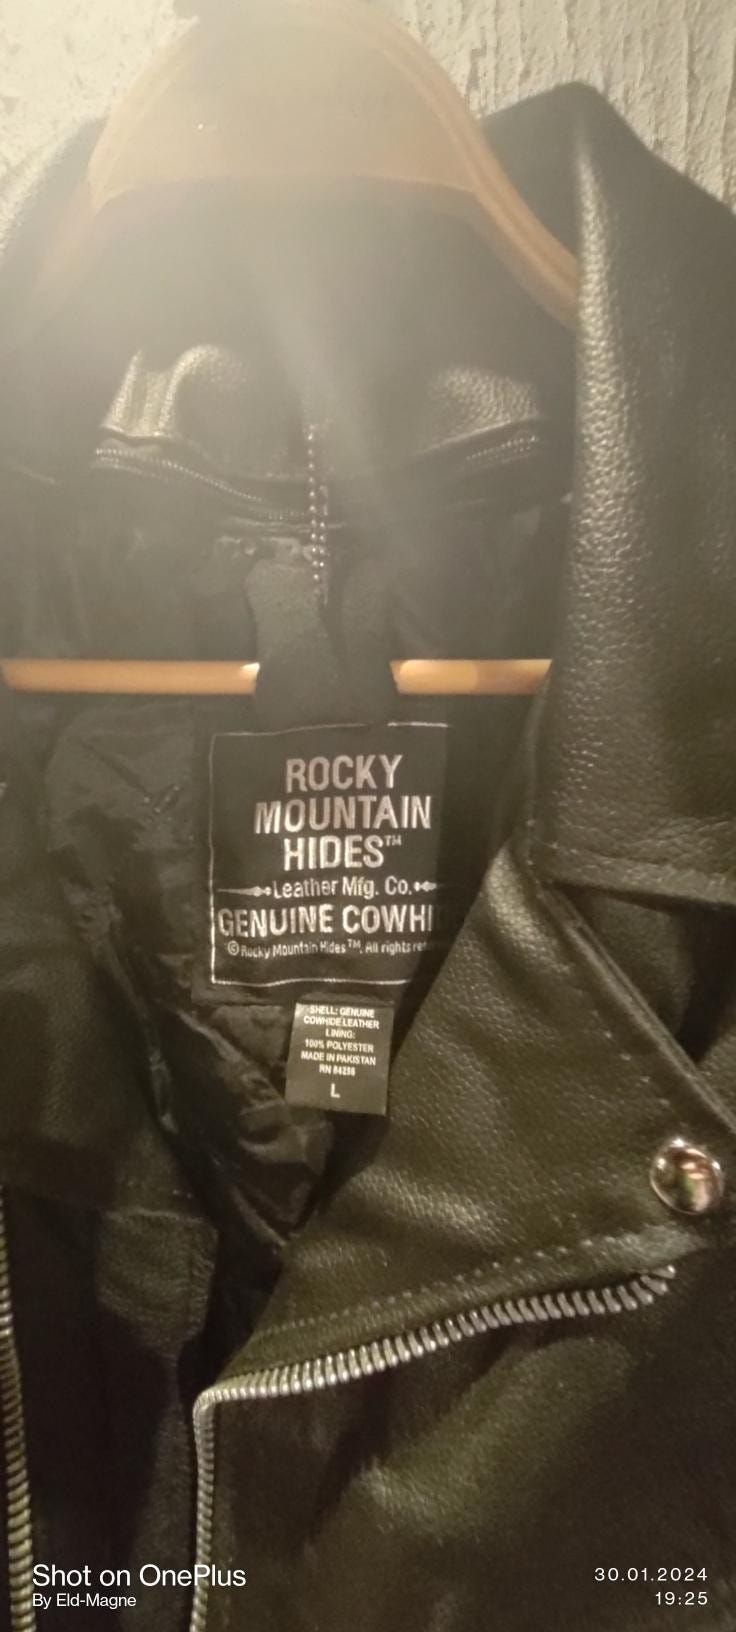 ROCKY
MOUNTAIN
HIDES™
Leather Mfg. Co.
GENUINE COWHI
© Rocky Mountain Hides™. All rights
SHELL: GENUINE
COWHIDE LEATHER
LINING:
100% POLYESTER
MADE IN PAKISTAN
RN
L
Shot on OnePlus
By Eld-Magne
30.01.2024
19:25